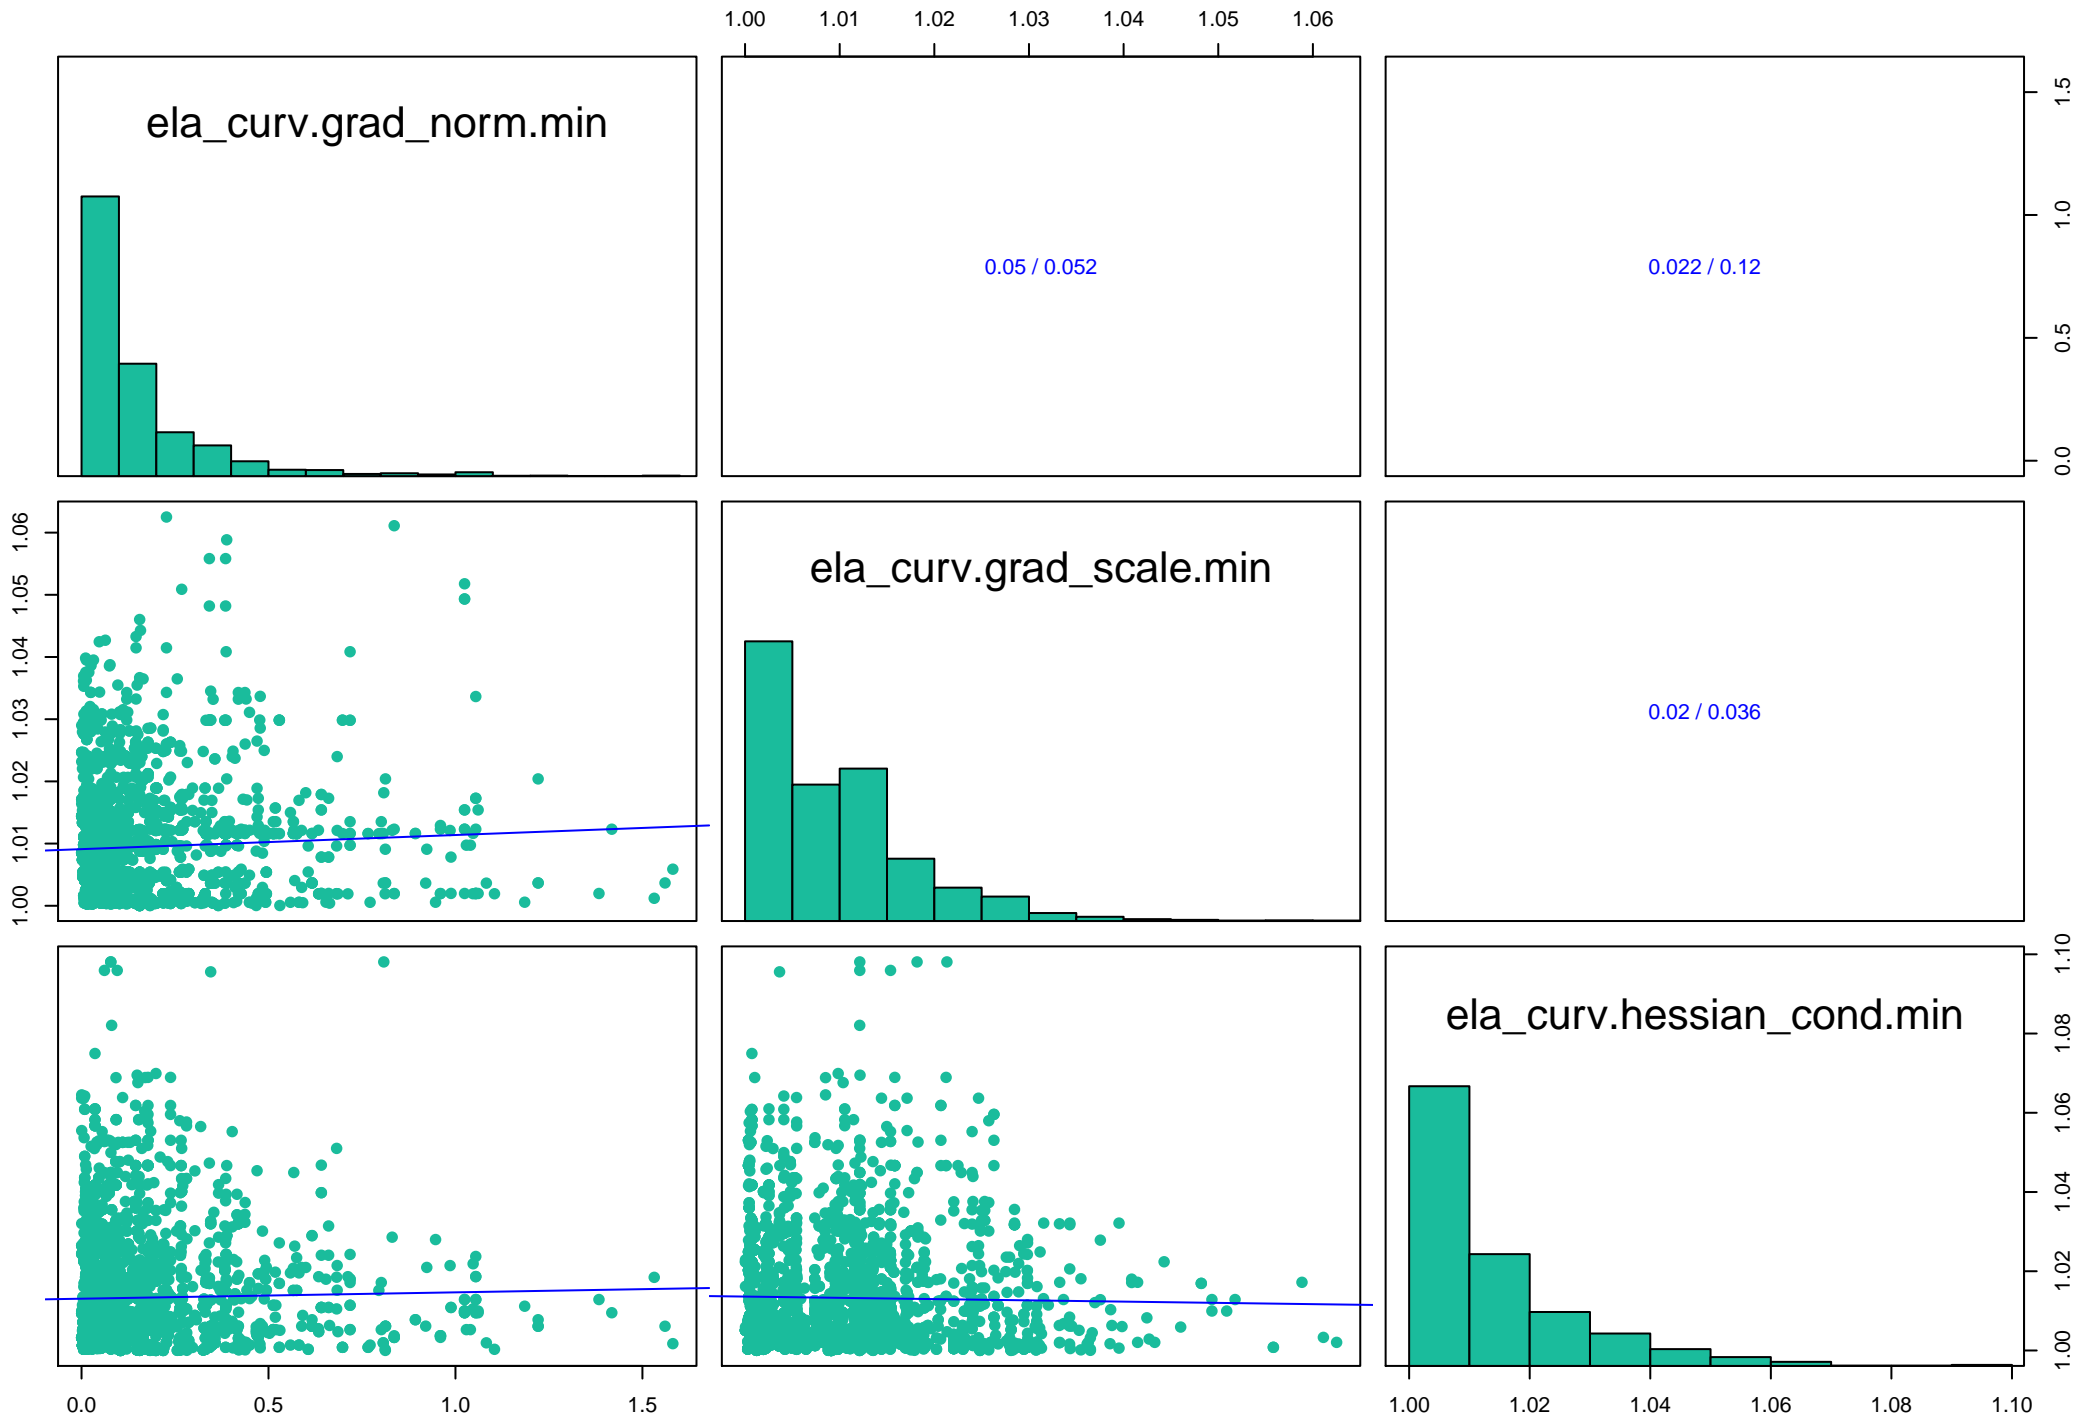 1.00 1.01 1.02 1.03 1.04 1.05 1.06
ela_curv.grad_norm.min
0.05 / 0.052
0.022 / 0.12
0.0 0.5 1.0 1.5
1.00 1.01 1.02 1.03 1.04 1.05 1.06
ela_curv.grad_scale.min
0.02 / 0.036
ela_curv.hessian_cond.min
1.00 1.02 1.04 1.06 1.08 1.10
0.0 0.5 1.0 1.5
1.00 1.02 1.04 1.06 1.08 1.10